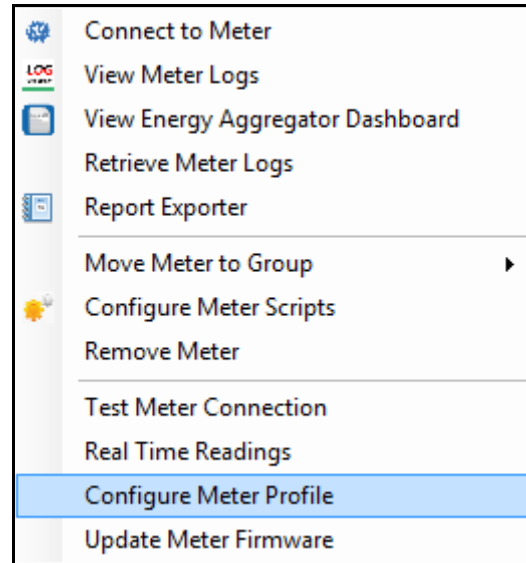 Connect to Meter
LOG
View Meter Logs
View Energy Aggregator Dashboard
Retrieve Meter Logs
Report Exporter
Move Meter to Group
Configure Meter Scripts
Remove Meter
Test Meter Connection
Real Time Readings
Configure Meter Profile
Update Meter Firmware